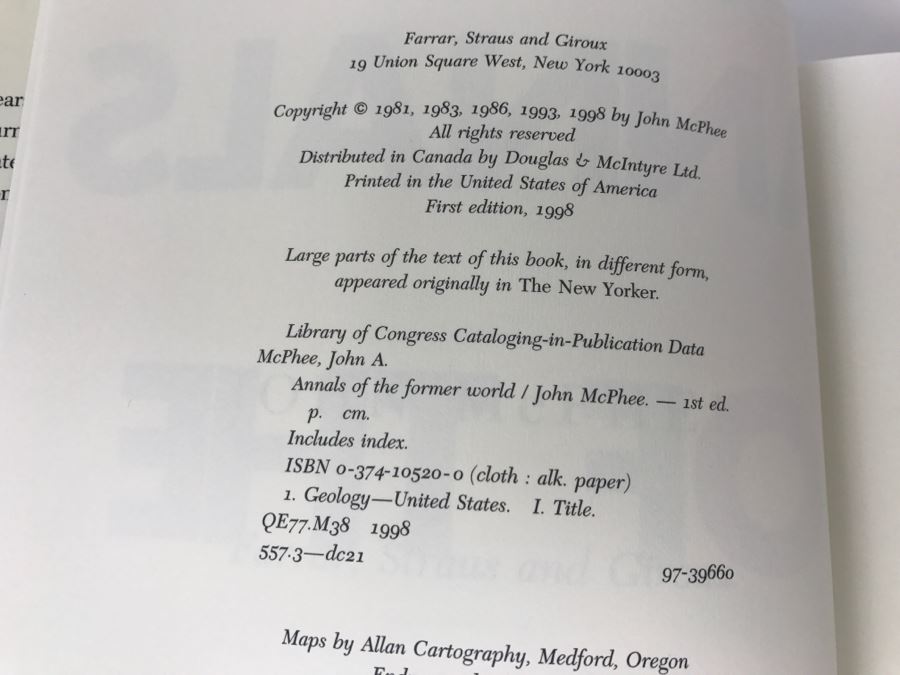 Farrar, Straus and Giroux
19 Union Square West, New York 10003
Copyright © 1981, 1983, 1986, 1993, 1998 by John McPhee
All rights reserved
Distributed in Canada by Douglas & McIntyre Ltd.
Printed in the United States of America
First edition, 1998
Large parts of the text of this book, in different form,
appeared originally in The New Yorker.
Library of Congress Cataloging-in-Publication Data
McPhee, John A.
Annals of the former world / John McPhee. — 1st ed.
p. cm.
Includes index.
ISBN 0-374-10520-0 (cloth : alk. paper)
1. Geology—United States. I. Title.
QE77.M38 1998
557.3—dc21
97-39660
Maps by Allan Cartography, Medford, Oregon